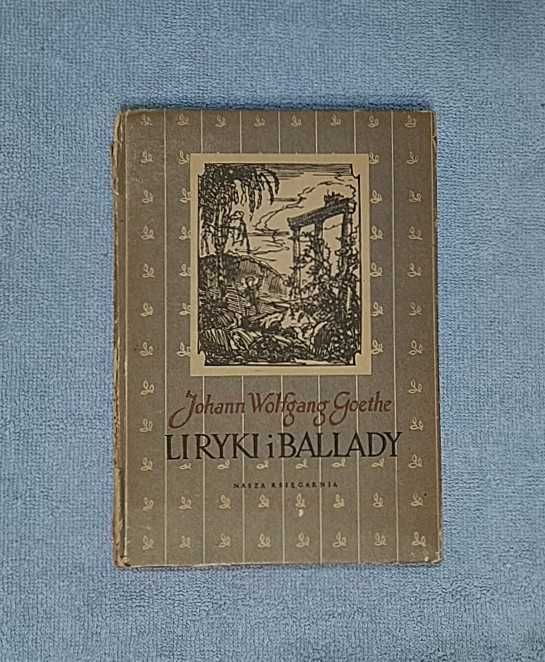 Johann Wolfgang Goethe
LIRYKI i BALLADY
NASZA KSIĘGARNIA